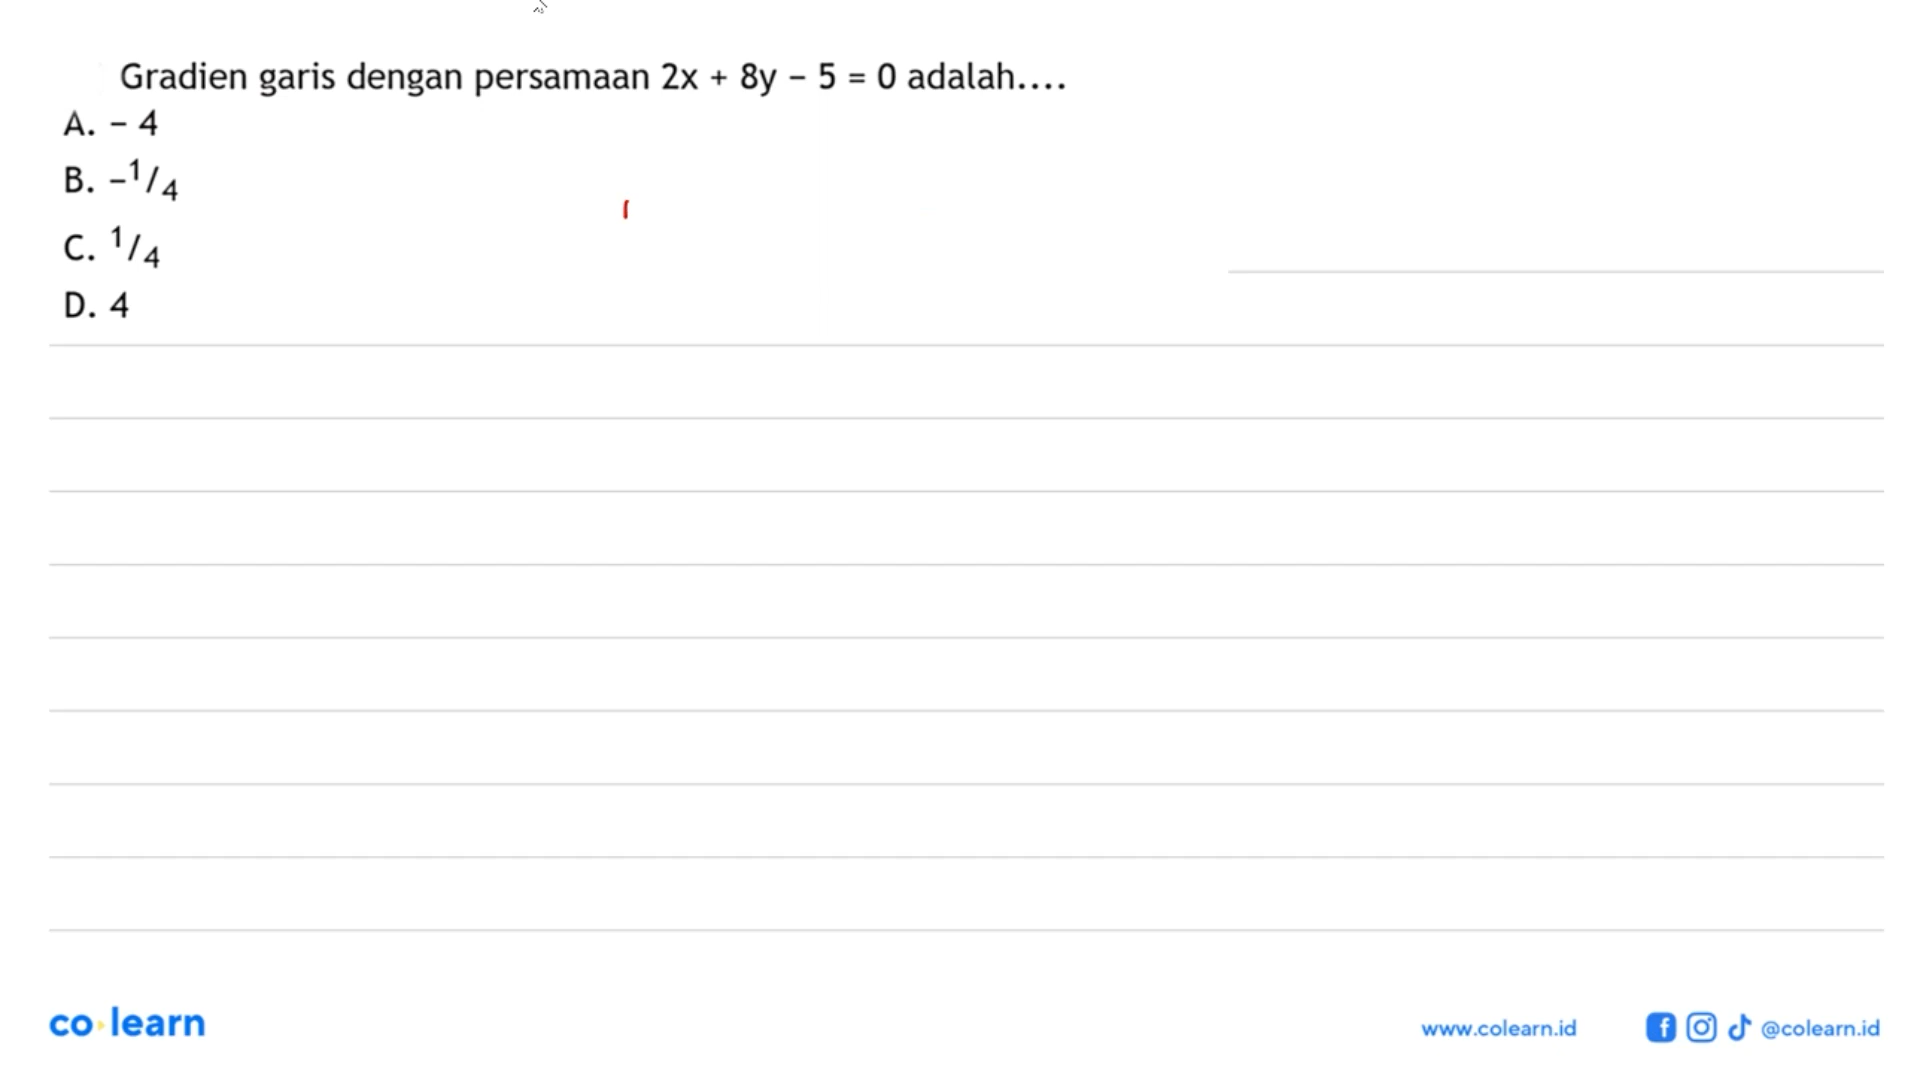 Gradien garis dengan persamaan 2x + 8y – 5 = 0 adalah....
A. – 4
B. –1/4
C. 1/4
D. 4
co learn
www.colearn.id
@colearn.id